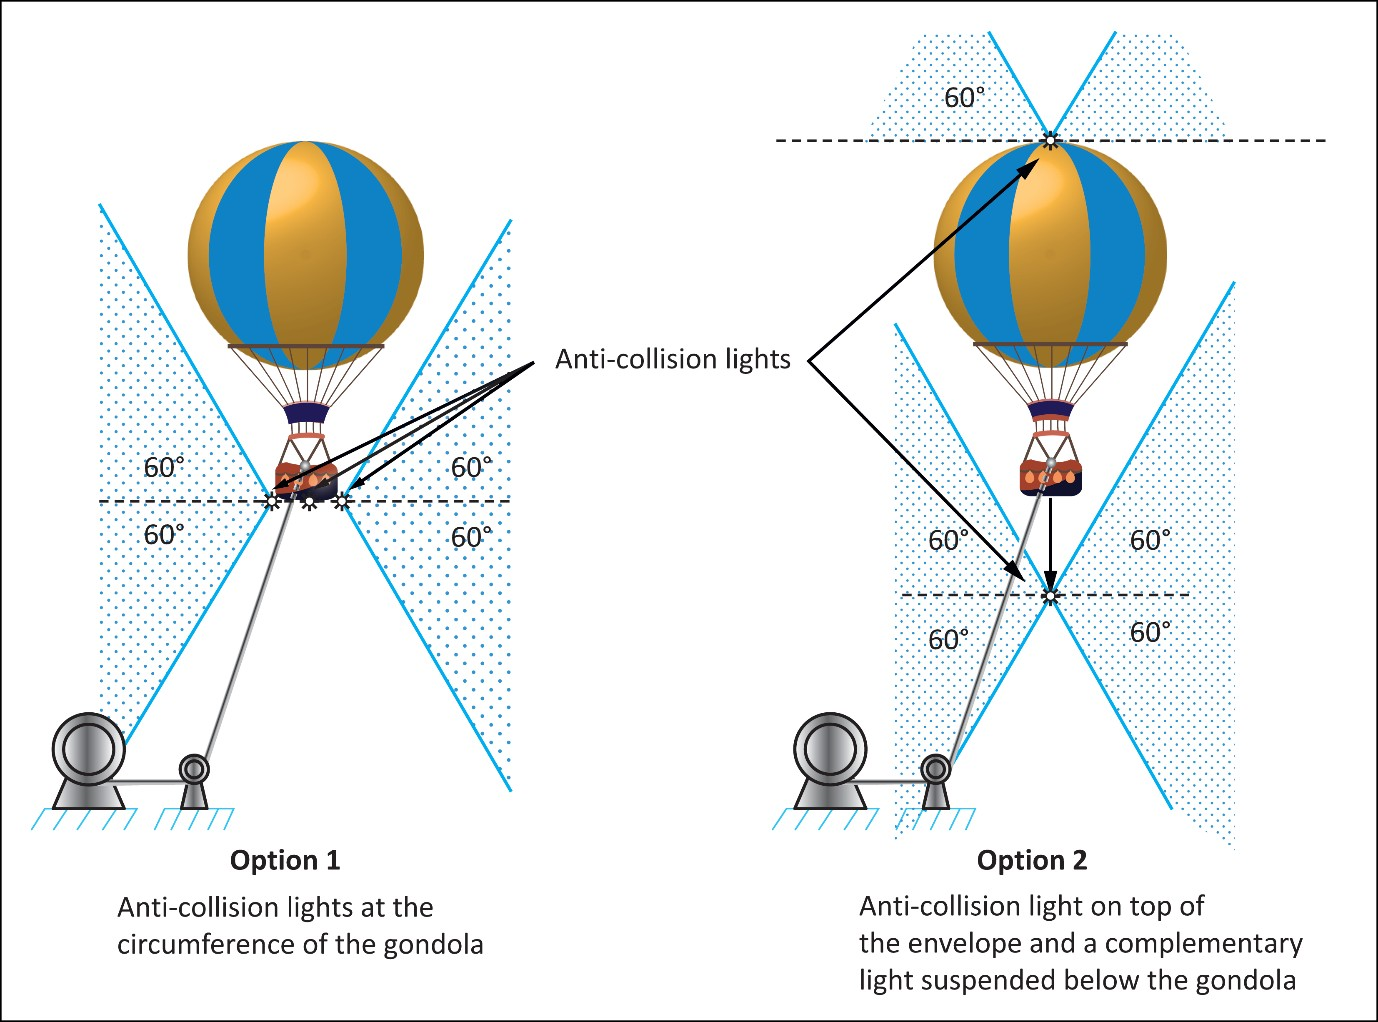 60°
Anti-collision lights
60°
60°
60°
60°
60°
60°
60°
60°
Option 1
Anti-collision lights at the
circumference of the gondola
Option 2
Anti-collision light on top of
the envelope and a complementary
light suspended below the gondola